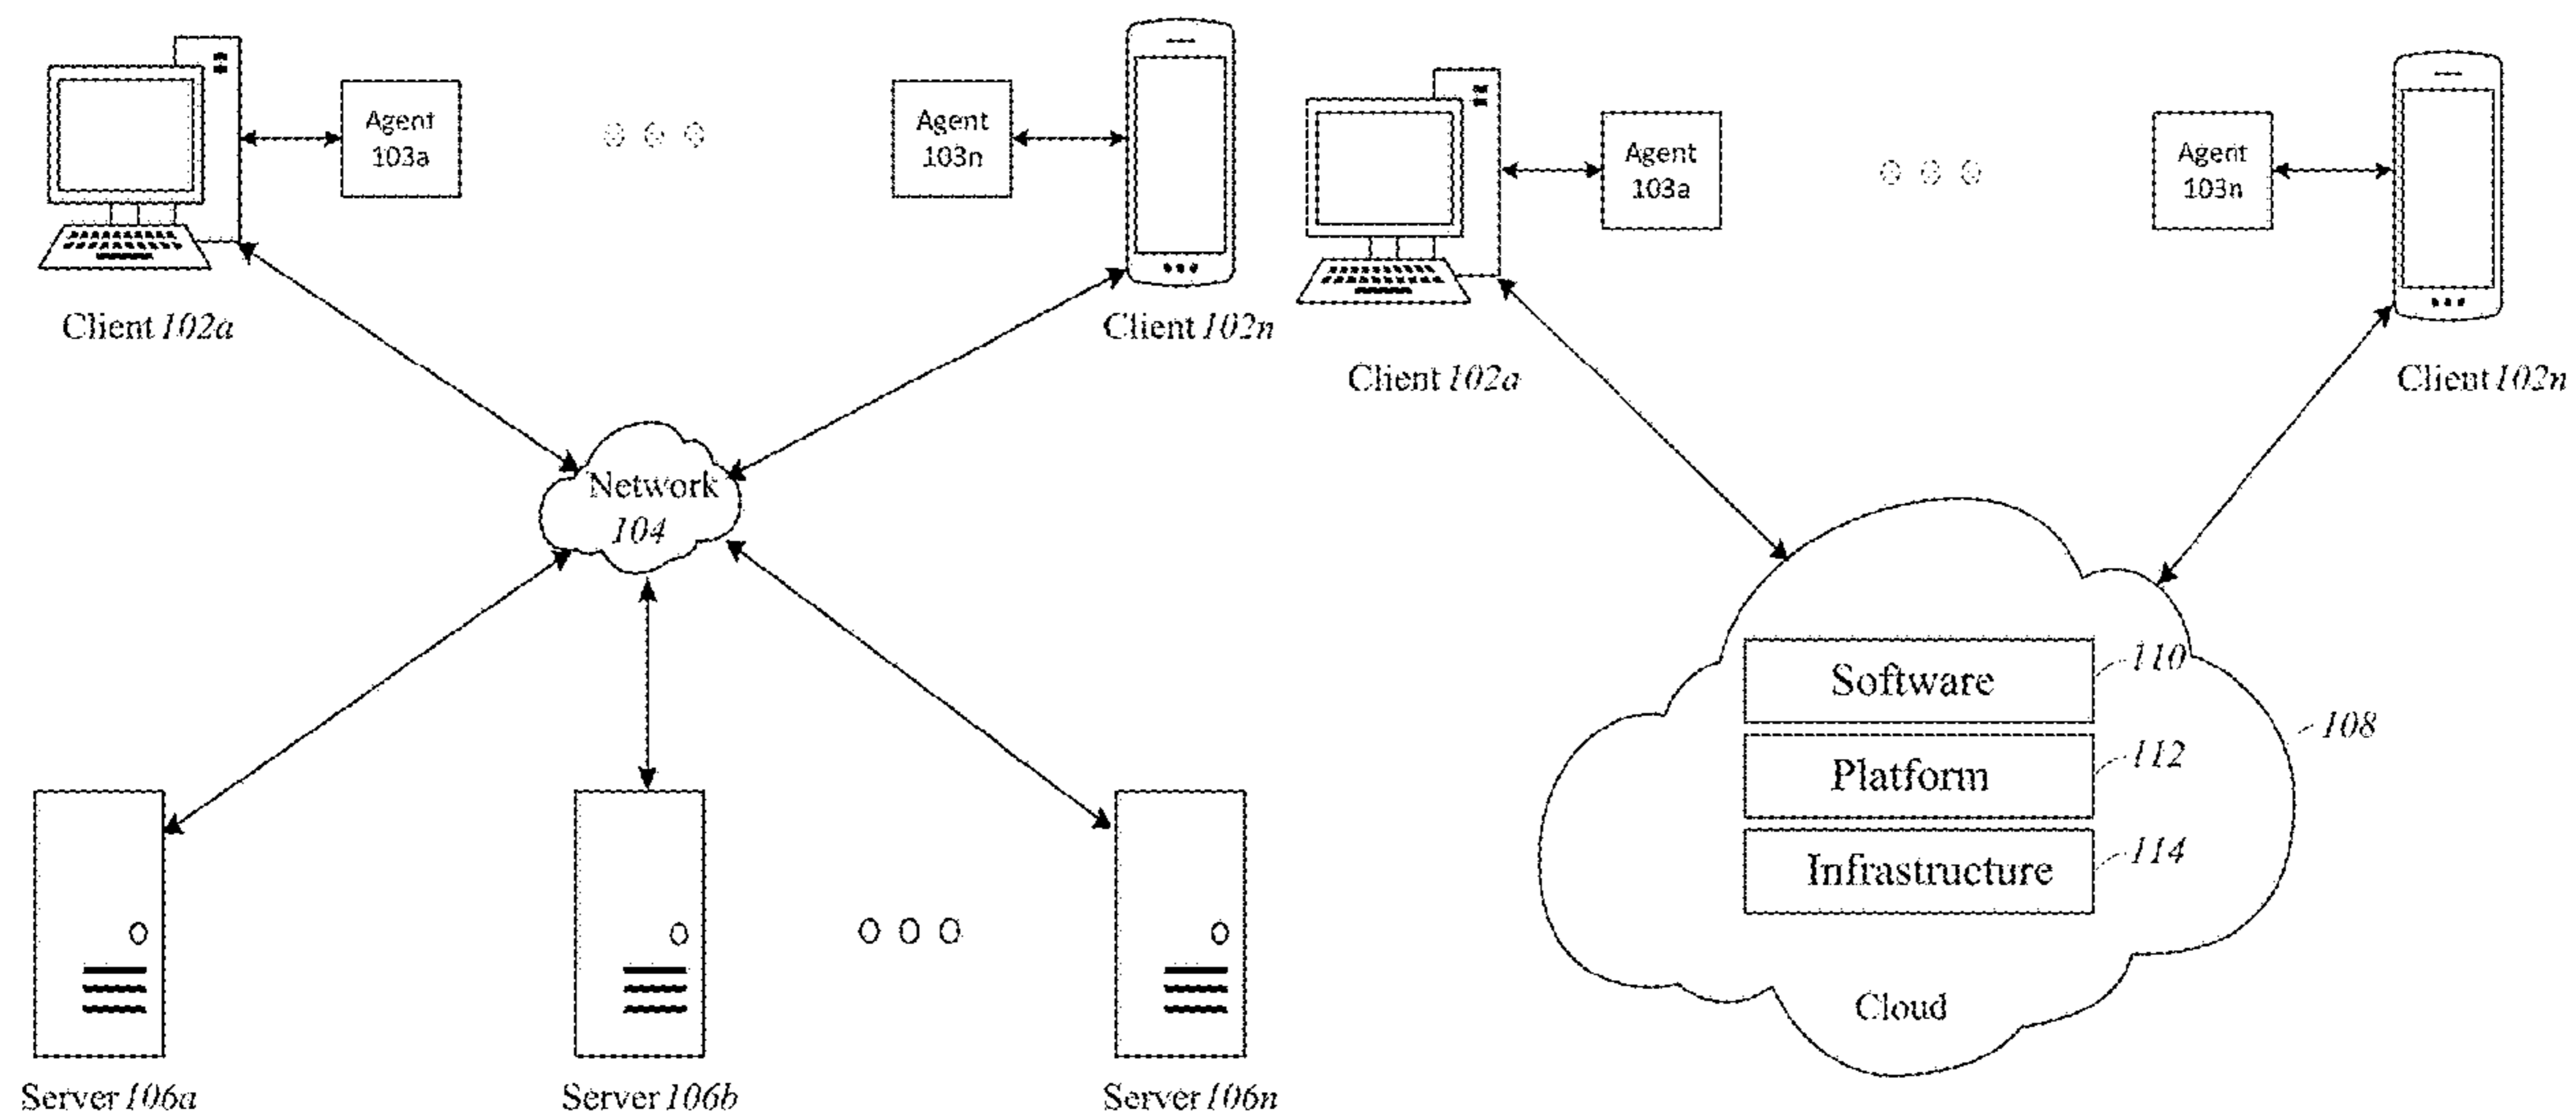 Agent
103a
Agent
103n
Client 102a
Client 102n
Network
104
Server 106a
Server 106b
Server 106n
Agent
103a
Agent
103n
Client 102a
Client 102n
Software
110
108
Platform
112
Infrastructure
114
Cloud